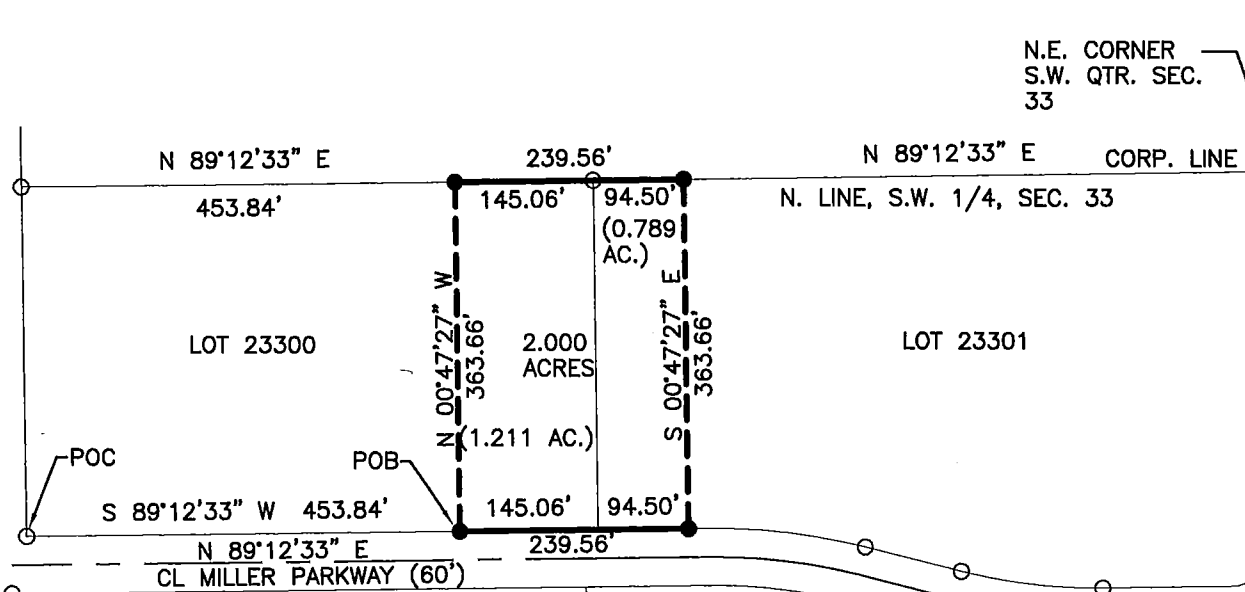 N.E. CORNER
S.W. QTR. SEC.
33
N 89°12'33" E
239.56'
N 89°12'33" E
CORP. LINE
453.84'
145.06'
94.50'
N. LINE, S.W. 1/4, SEC. 33
(0.789
AC.)
N 00°47'27" W
363.66'
S 00°47'27" E
363.66'
LOT 23300
2.000
ACRES
LOT 23301
(1.211 AC.)
POC
POB
S 89°12'33" W 453.84'
145.06'
94.50'
N 89°12'33" E
239.56'
CL MILLER PARKWAY (60')